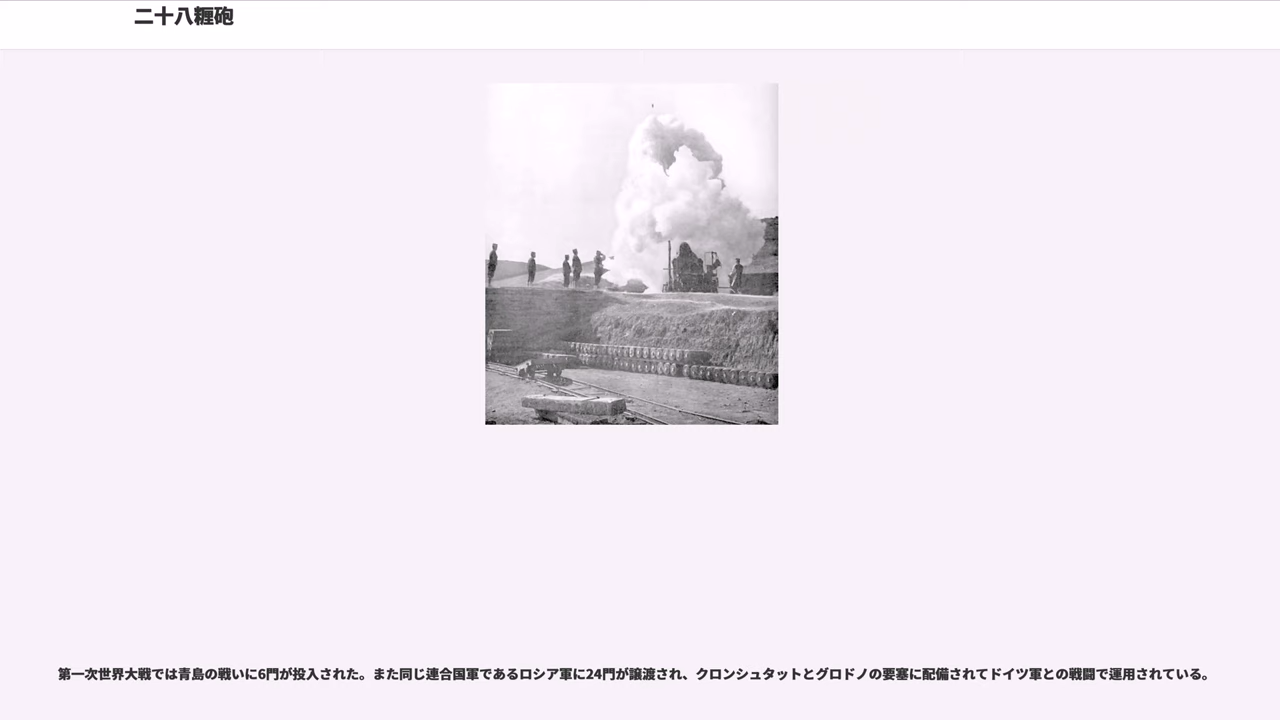 二十八糎砲
第一次世界大戦では青島の戦いに6門が投入された。また同じ連合国軍であるロシア軍に24門が譲渡され、クロンシュタットとグロドノの要塞に配備されてドイツ軍との戦闘で運用されている。